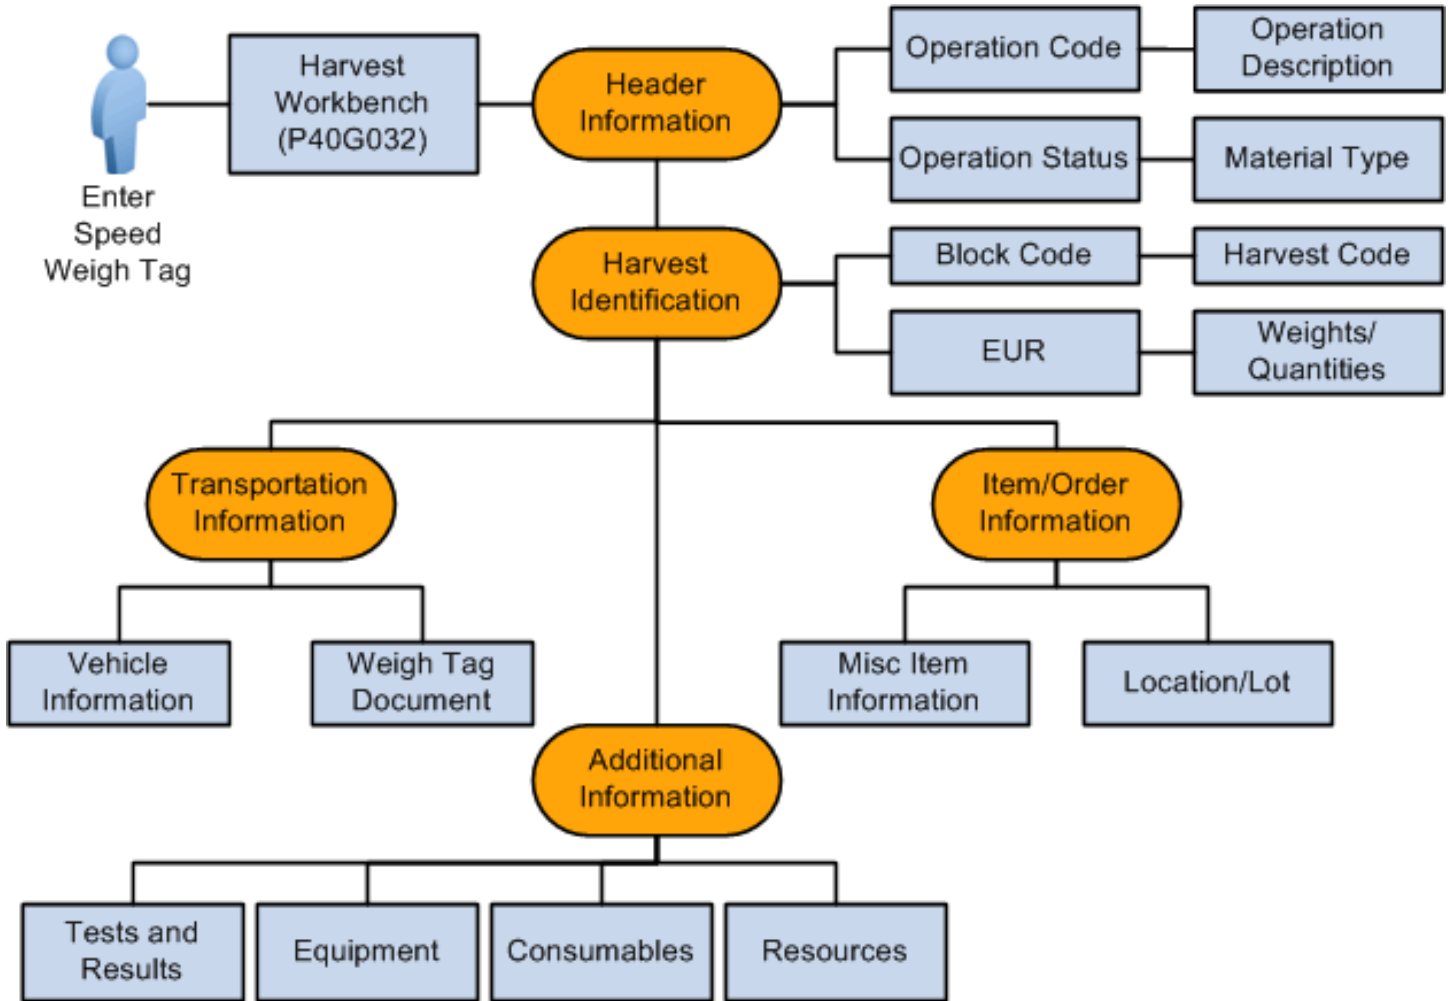 Enter
Speed
Weigh Tag
Harvest
Workbench
(P40G032)
Header
Information
Operation Code
Operation
Description
Operation Status
Material Type
Harvest
Identification
Block Code
Harvest Code
EUR
Weights/
Quantities
Transportation
Information
Item/Order
Information
Vehicle
Information
Weigh Tag
Document
Misc Item
Information
Location/Lot
Additional
Information
Tests and
Results
Equipment
Consumables
Resources